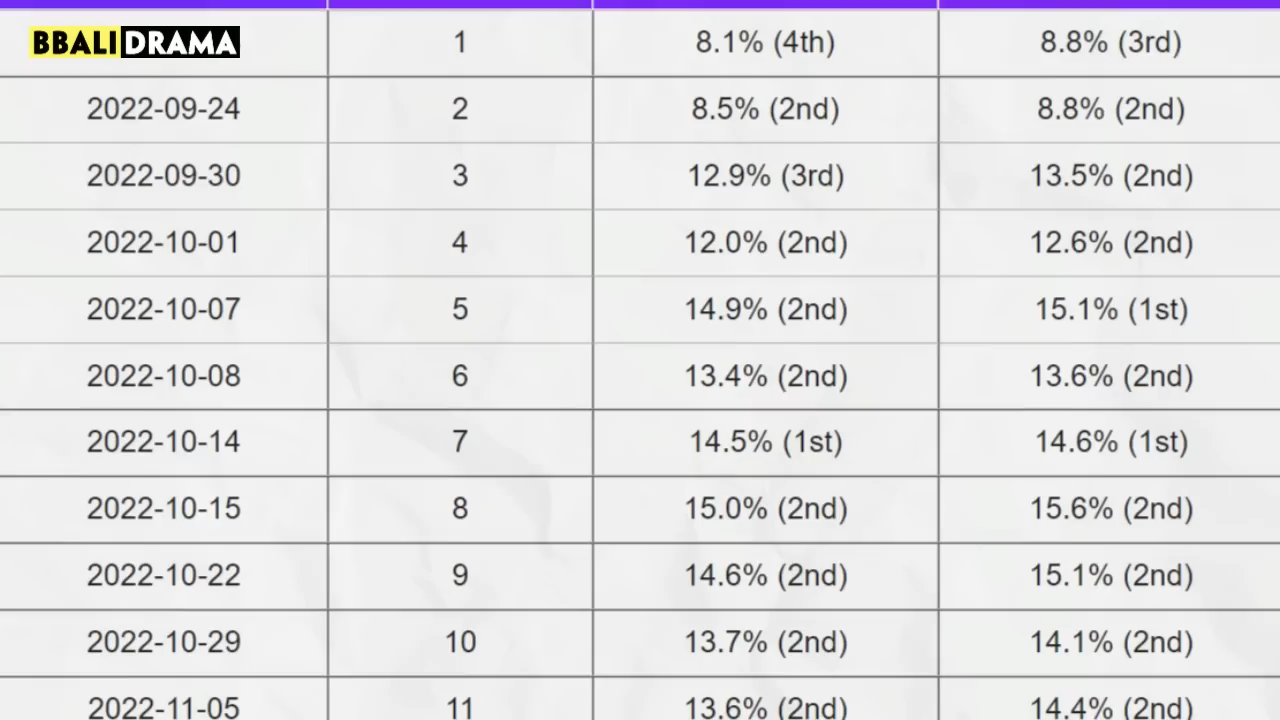 BBALI DRAMA 1 8.1% (4th) 8.8% (3rd)
2022-09-24 2 8.5% (2nd) 8.8% (2nd)
2022-09-30 3 12.9% (3rd) 13.5% (2nd)
2022-10-01 4 12.0% (2nd) 12.6% (2nd)
2022-10-07 5 14.9% (2nd) 15.1% (1st)
2022-10-08 6 13.4% (2nd) 13.6% (2nd)
2022-10-14 7 14.5% (1st) 14.6% (1st)
2022-10-15 8 15.0% (2nd) 15.6% (2nd)
2022-10-22 9 14.6% (2nd) 15.1% (2nd)
2022-10-29 10 13.7% (2nd) 14.1% (2nd)
2022-11-05 11 13.6% (2nd) 14.4% (2nd)